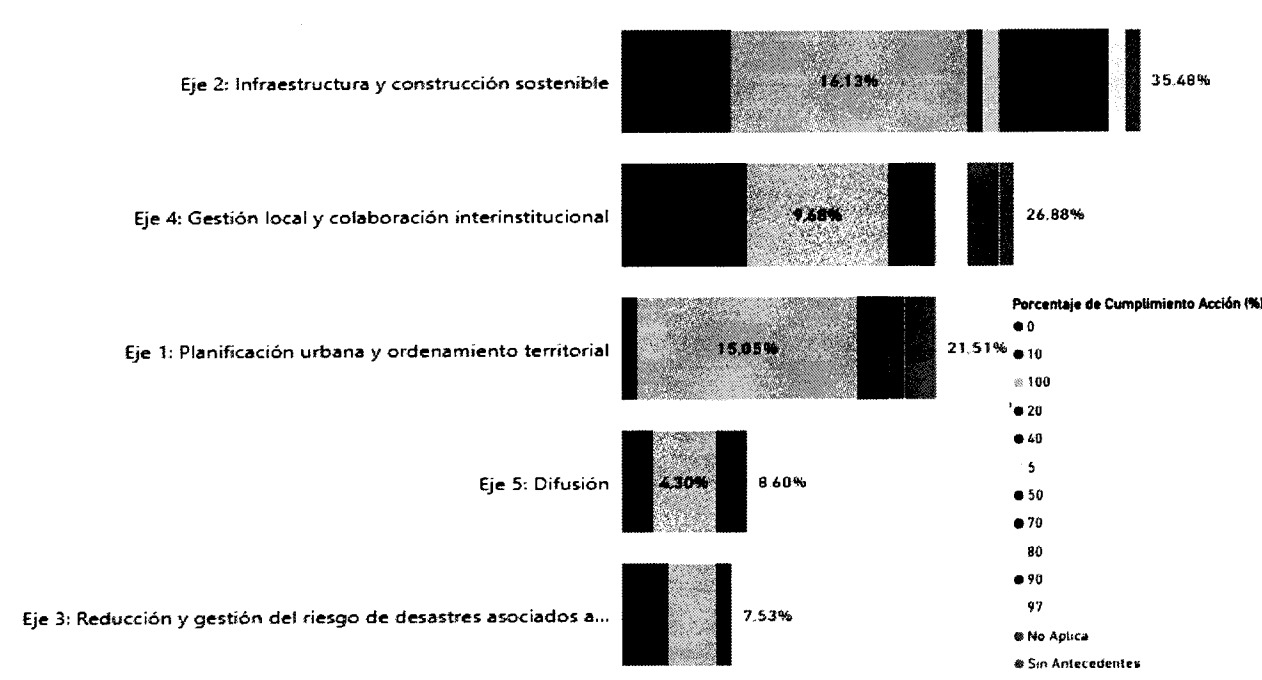 16.13%
Eje 2: Infraestructura y construcción sostenible
35.48%
9.68%
Eje 4: Gestión local y colaboración interinstitucional
26.88%
Porcentaje de Cumplimiento Acción (%)
0
15.05%
Eje 1: Planificación urbana y ordenamiento territorial
21.51%
10
100
20
40
5
4.30%
Eje 5: Difusión
8.60%
50
70
80
90
97
Eje 3: Reducción y gestión del riesgo de desastres asociados a...
7.53%
No Aplica
Sin Antecedentes